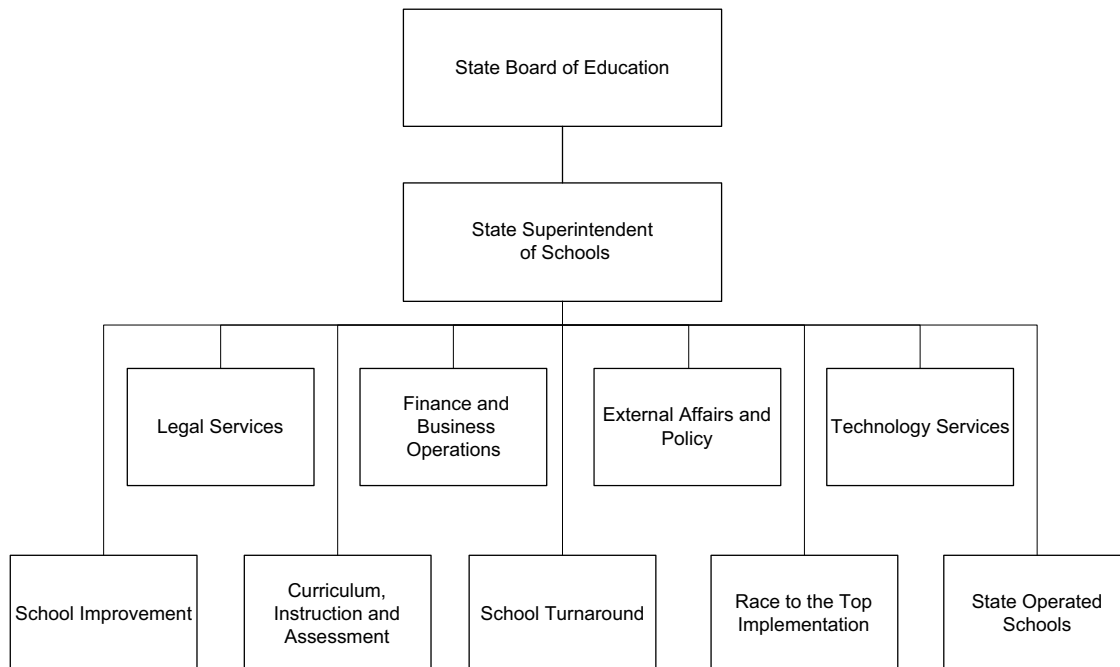 State Board of Education
State Superintendent
of Schools
Legal Services
Finance and
Business
Operations
External Affairs and
Policy
Technology Services
School Improvement
Curriculum,
Instruction and
Assessment
School Turnaround
Race to the Top
Implementation
State Operated
Schools